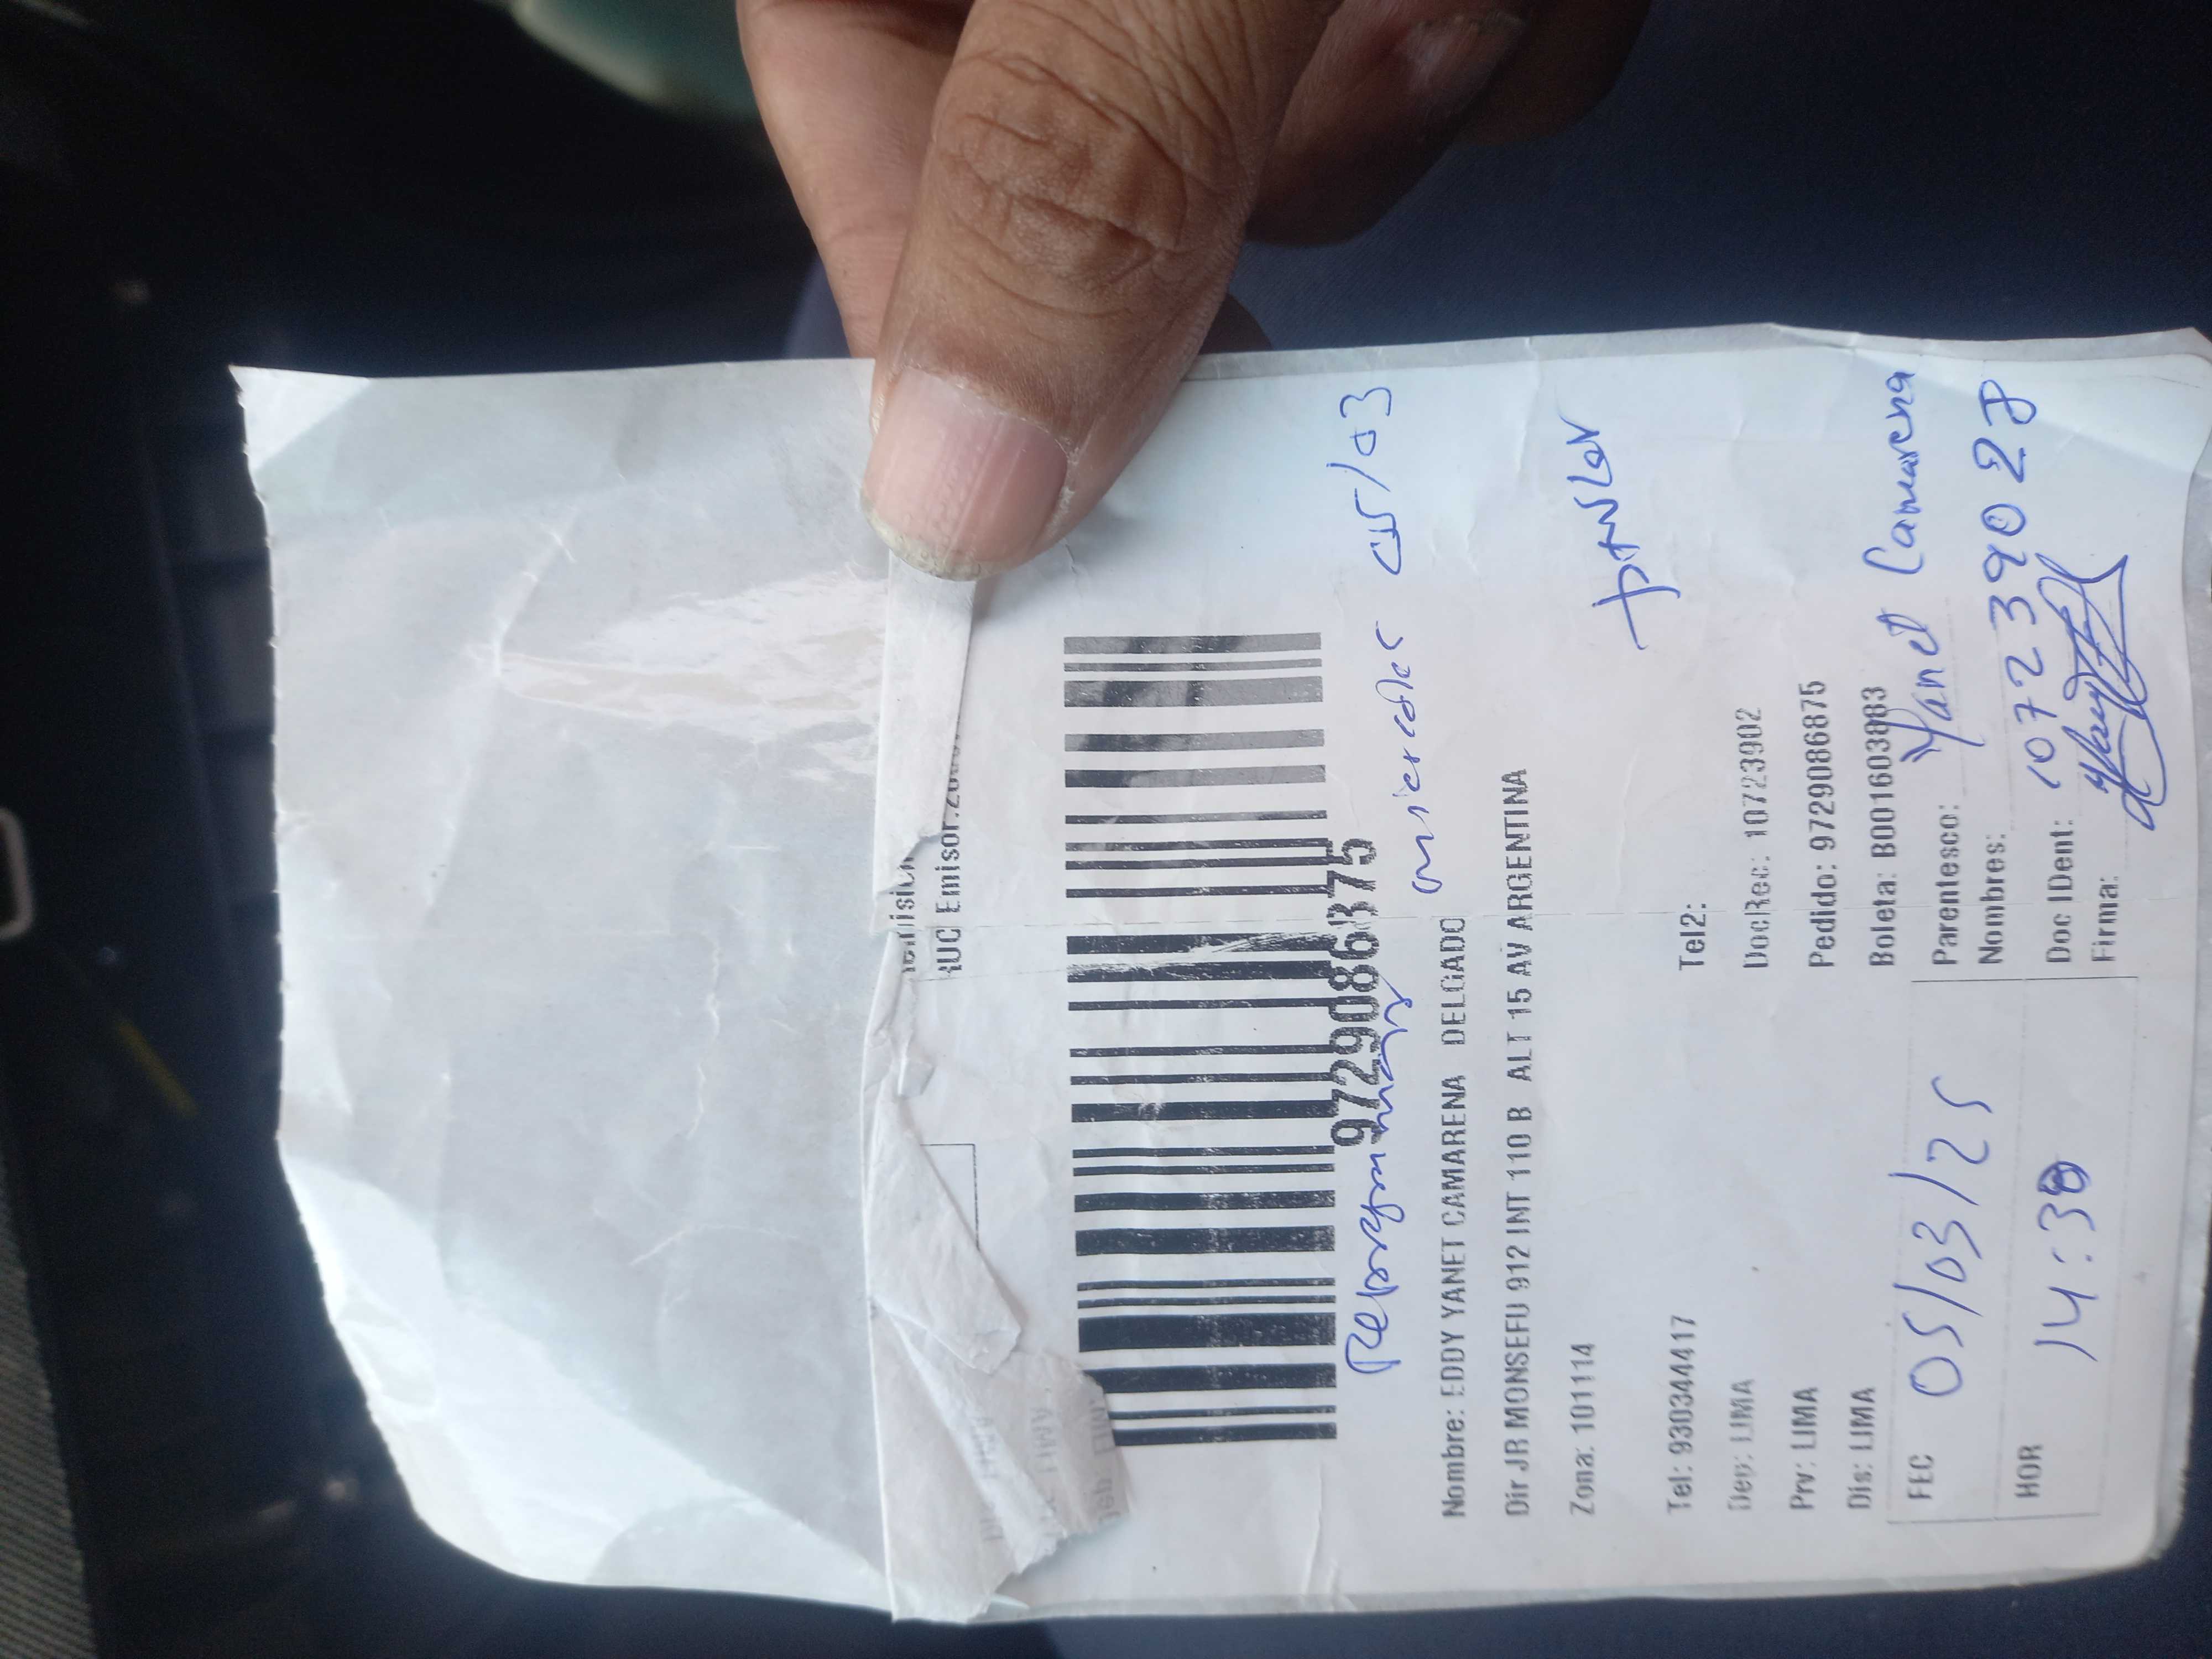 RUC Emisor:
9729086875
miercoles 05/03
Nombre: EDDY YANET CAMARENA DELGADO
Dir JR MONSEFU 912 INT 110 B ALT 15 AV ARGENTINA
Zona: 101114
Tel: 930344417 Tel2:
Dep: LIMA DocRec: 10723902
Prv: LIMA Pedido: 9729086875
Dis: LIMA Boleta: B001603883
FEC 05/03/25 Parentesco:
Nombres: Yanet Camarena
HOR 14:30 Doc IDent: 10723902 8
Firma: